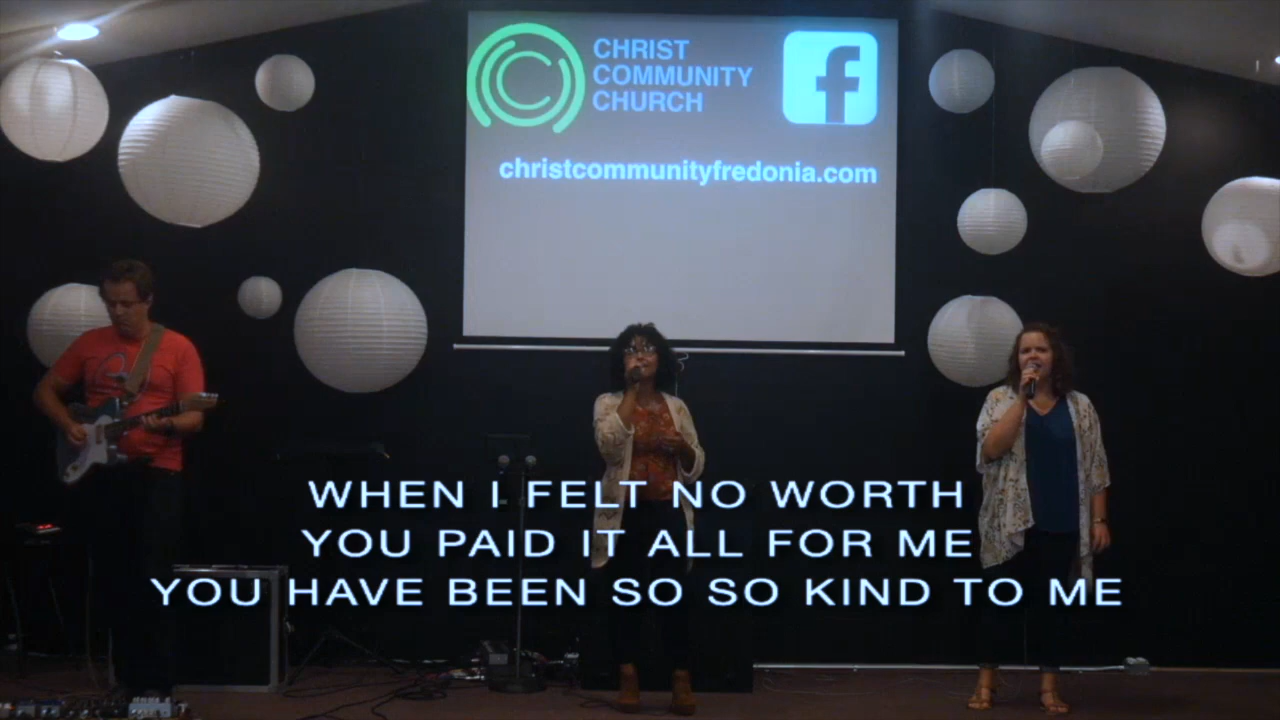 CHRIST
COMMUNITY
CHURCH
f
christcommunityfredonia.com
WHEN I FELT NO WORTH
YOU PAID IT ALL FOR ME
YOU HAVE BEEN SO SO KIND TO ME